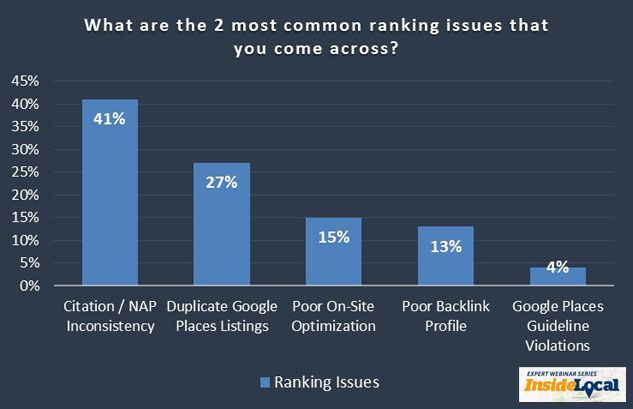 What are the 2 most common ranking issues that
you come across?
45%
40%
35%
30%
25%
20%
15%
10%
5%
0%
41%
27%
15%
13%
4%
Citation / NAP
Inconsistency
Duplicate Google
Places Listings
Poor On-Site
Optimization
Poor Backlink
Profile
Google Places
Guideline
Violations
Ranking Issues
EXPERT WEBINAR SERIES
InsideLocal